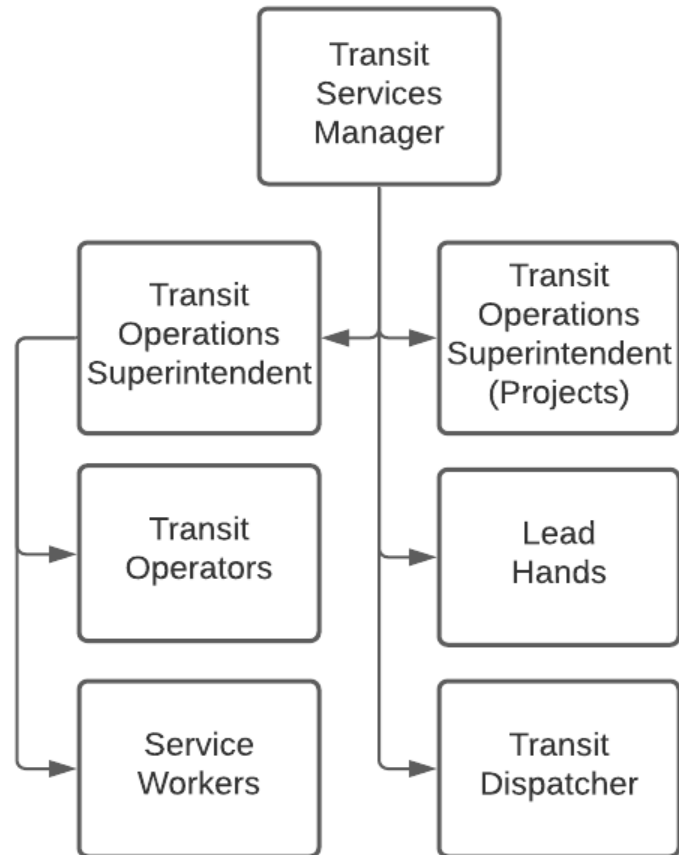 Transit
Services
Manager
Transit
Operations
Superintendent
Transit
Operations
Superintendent
(Projects)
Transit
Operators
Lead
Hands
Service
Workers
Transit
Dispatcher